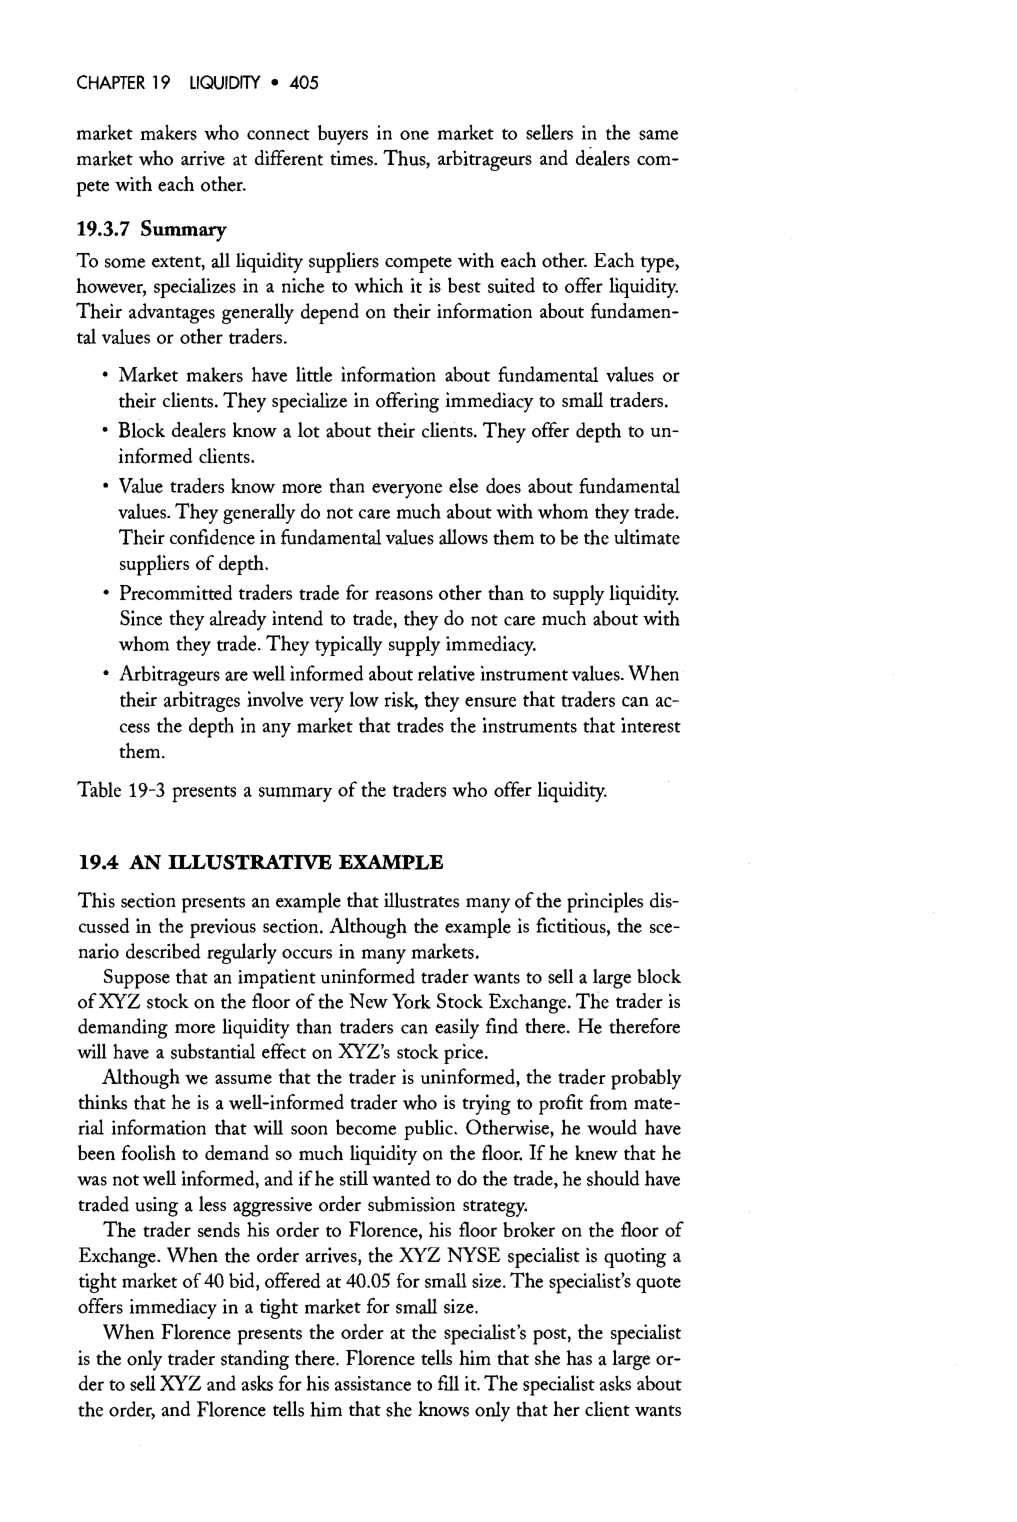 CHAPTER 19 LIQUIDITY • 405
market makers who connect buyers in one market to sellers in the same
market who arrive at different times. Thus, arbitrageurs and dealers com-
pete with each other.
19.3.7 Summary
To some extent, all liquidity suppliers compete with each other. Each type,
however, specializes in a niche to which it is best suited to offer liquidity.
Their advantages generally depend on their information about fundamen-
tal values or other traders.
• Market makers have little information about fundamental values or
their clients. They specialize in offering immediacy to small traders.
• Block dealers know a lot about their clients. They offer depth to un-
informed clients.
• Value traders know more than everyone else does about fundamental
values. They generally do not care much about with whom they trade.
Their confidence in fundamental values allows them to be the ultimate
suppliers of depth.
• Precommitted traders trade for reasons other than to supply liquidity.
Since they already intend to trade, they do not care much about with
whom they trade. They typically supply immediacy.
• Arbitrageurs are well informed about relative instrument values. When
their arbitrages involve very low risk, they ensure that traders can ac-
cess the depth in any market that trades the instruments that interest
them.
Table 19-3 presents a summary of the traders who offer liquidity.
19.4 AN ILLUSTRATIVE EXAMPLE
This section presents an example that illustrates many of the principles dis-
cussed in the previous section. Although the example is fictitious, the sce-
nario described regularly occurs in many markets.
Suppose that an impatient uninformed trader wants to sell a large block
of XYZ stock on the floor of the New York Stock Exchange. The trader is
demanding more liquidity than traders can easily find there. He therefore
will have a substantial effect on XYZ's stock price.
Although we assume that the trader is uninformed, the trader probably
thinks that he is a well-informed trader who is trying to profit from mate-
rial information that will soon become public. Otherwise, he would have
been foolish to demand so much liquidity on the floor. If he knew that he
was not well informed, and if he still wanted to do the trade, he should have
traded using a less aggressive order submission strategy.
The trader sends his order to Florence, his floor broker on the floor of
Exchange. When the order arrives, the XYZ NYSE specialist is quoting a
tight market of 40 bid, offered at 40.05 for small size. The specialist's quote
offers immediacy in a tight market for small size.
When Florence presents the order at the specialist's post, the specialist
is the only trader standing there. Florence tells him that she has a large or-
der to sell XYZ and asks for his assistance to fill it. The specialist asks about
the order, and Florence tells him that she knows only that her client wants